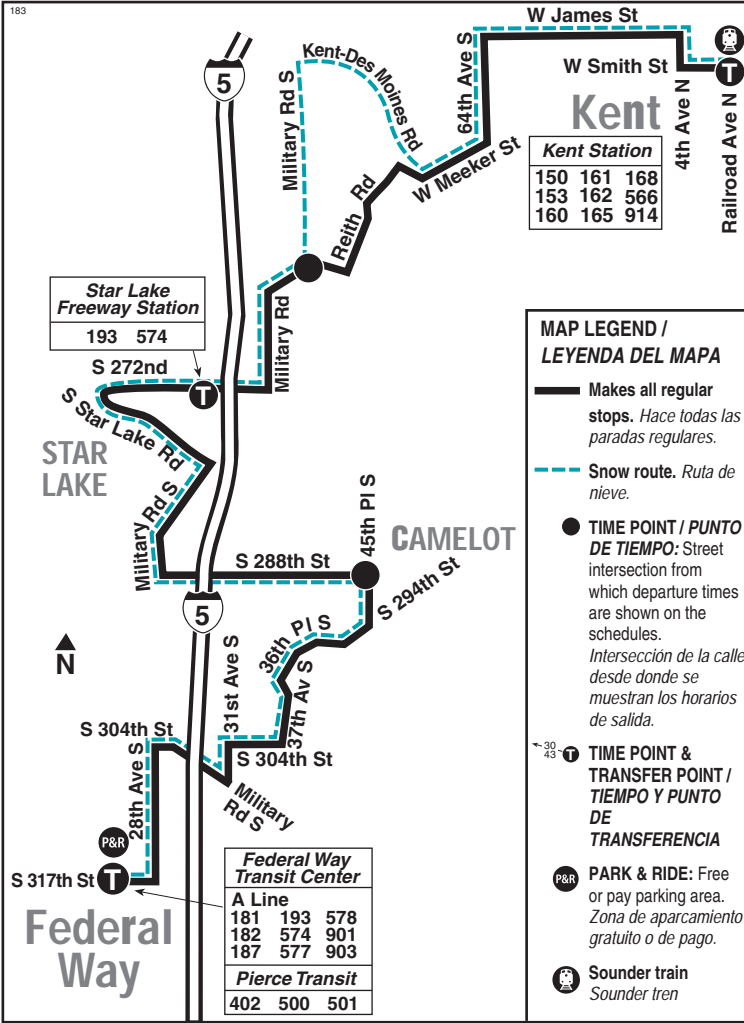 183
W James St
W Smith St
4th Ave N
Railroad Ave N
T
Kent
64th Ave S
Kent-Des Moines Rd
Military Rd S
W Meeker St
Reith Rd
Kent Station
150 161 168
153 162 566
160 165 914
5
Military Rd
Star Lake
Freeway Station
193 574
S 272nd
T
S Star Lake Rd
STAR
LAKE
Military Rd S
45th Pl S
CAMELOT
S 288th St
S 294th St
5
36th Pl S
37th Av S
31st Ave S
N
S 304th St
S 304th St
Military
Rd S
28th Ave S
P&R
S 317th St
T
Federal
Way
Federal Way
Transit Center
A Line
181 193 578
182 574 901
187 577 903
Pierce Transit
402 500 501
MAP LEGEND /
LEYENDA DEL MAPA
Makes all regular
stops. Hace todas las
paradas regulares.
Snow route. Ruta de
nieve.
TIME POINT / PUNTO
DE TIEMPO: Street
intersection from
which departure times
are shown on the
schedules.
Intersección de la calle
desde donde se
muestran los horarios
de salida.
30
43
T
TIME POINT &
TRANSFER POINT /
TIEMPO Y PUNTO
DE
TRANSFERENCIA
P&R
PARK & RIDE: Free
or pay parking area.
Zona de aparcamiento
gratuito o de pago.
Sounder train
Sounder tren